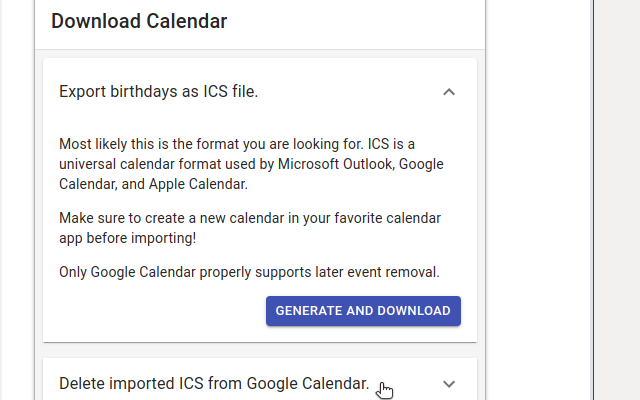 Download Calendar
Export birthdays as ICS file.
Most likely this is the format you are looking for. ICS is a
universal calendar format used by Microsoft Outlook, Google
Calendar, and Apple Calendar.
Make sure to create a new calendar in your favorite calendar
app before importing!
Only Google Calendar properly supports later event removal.
GENERATE AND DOWNLOAD
Delete imported ICS from Google Calendar.